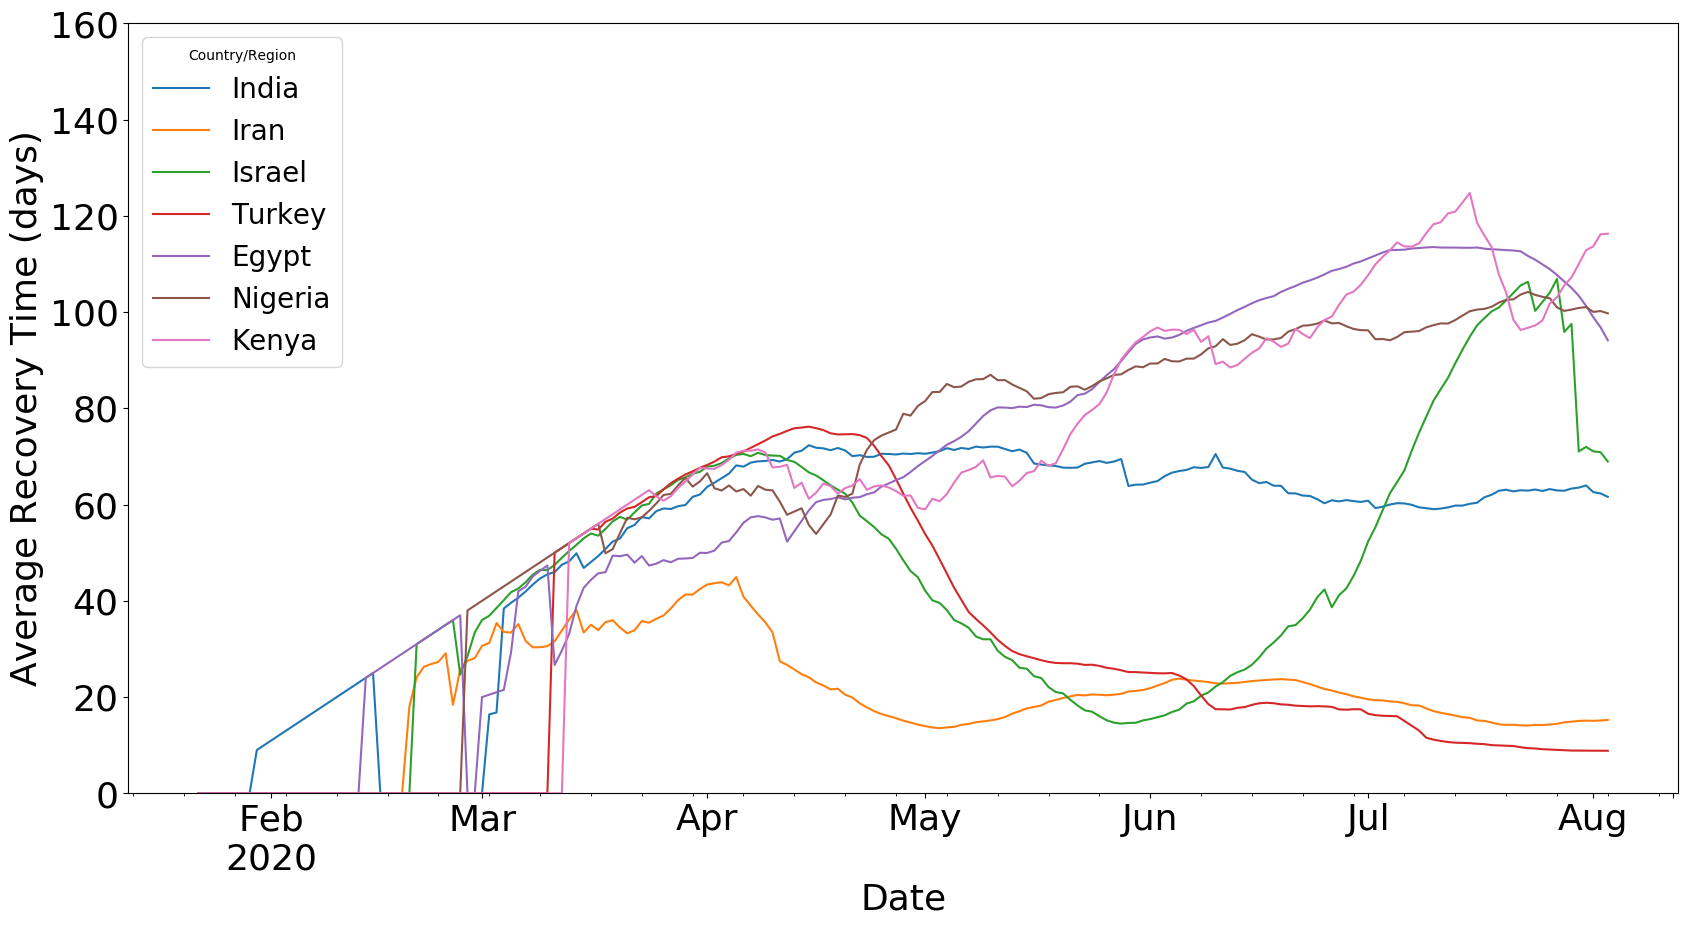 160
140
120
100
80
60
40
20
0
Average Recovery Time (days)
Country/Region
India
Iran
Israel
Turkey
Egypt
Nigeria
Kenya
Feb Mar Apr May Jun Jul Aug
2020
Date